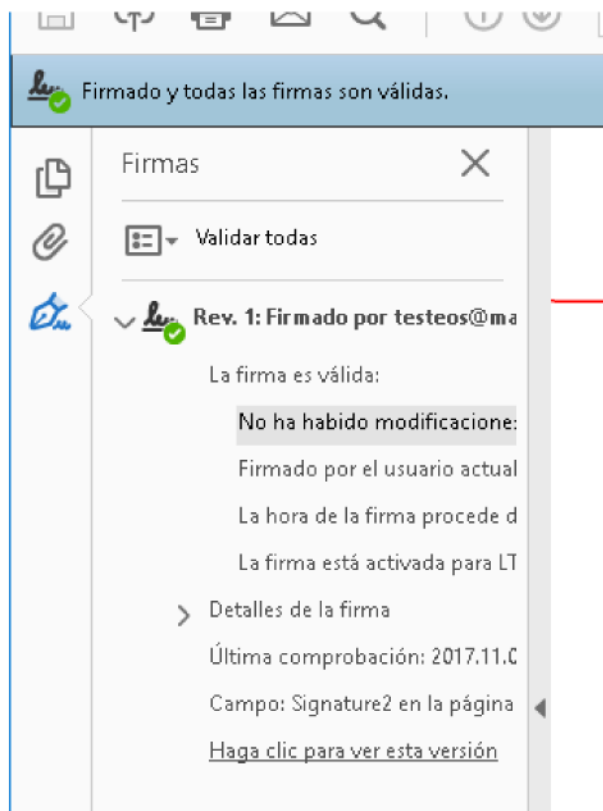 Firmado y todas las firmas son válidas.
Firmas
Validar todas
Rev. 1: Firmado por testeos@ma
La firma es válida:
No ha habido modificacione
Firmado por el usuario actual
La hora de la firma procede d
La firma está activada para LT
Detalles de la firma
Última comprobación: 2017.11.0
Campo: Signature2 en la página
Haga clic para ver esta versión